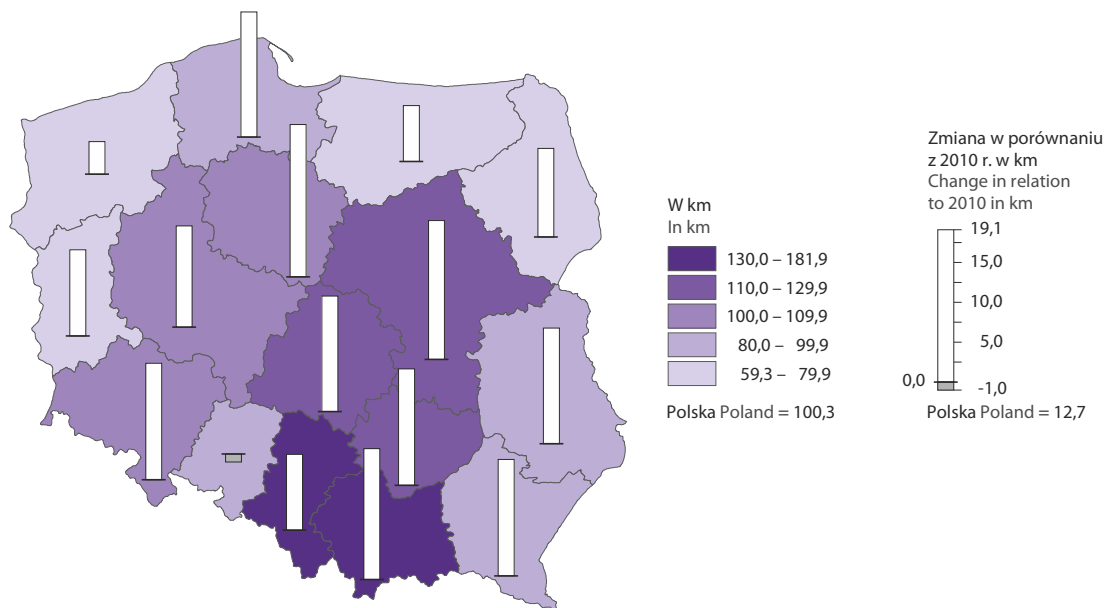 W km
In km
130,0 – 181,9
110,0 – 129,9
100,0 – 109,9
80,0 – 99,9
59,3 – 79,9
Polska Poland = 100,3
Zmiana w porównaniu
z 2010 r. w km
Change in relation
to 2010 in km
19,1
15,0
10,0
5,0
0,0
-1,0
Polska Poland = 12,7